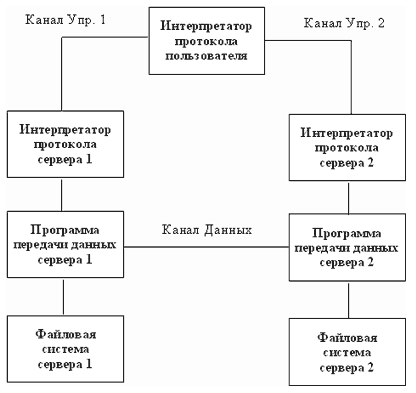 Канал Упр. 1
Интерпретатор
протокола
пользователя
Канал Упр. 2
Интерпретатор
протокола
сервера 1
Интерпретатор
протокола
сервера 2
Программа
передачи данных
сервера 1
Канал Данных
Программа
передачи данных
сервера 2
Файловая
система
сервера 1
Файловая
система
сервера 2